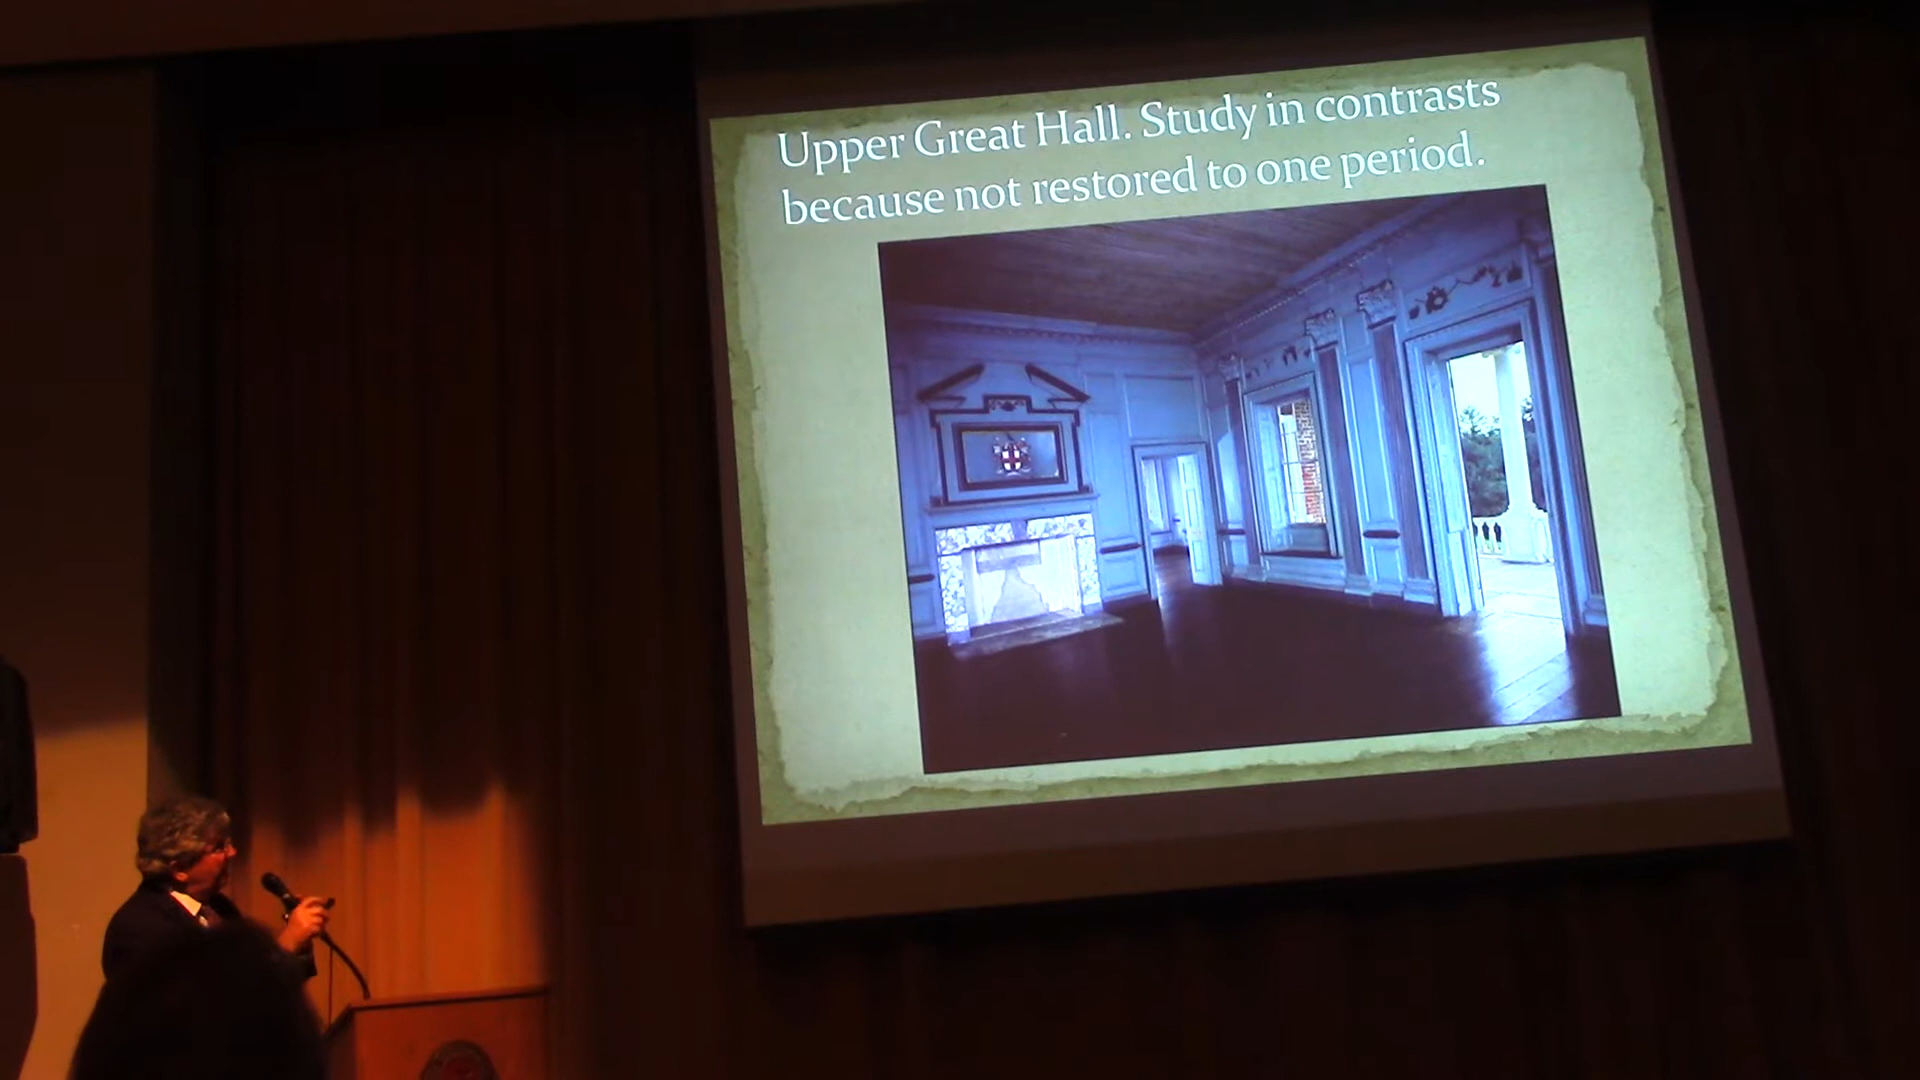 Upper Great Hall. Study in contrasts
because not restored to one period.